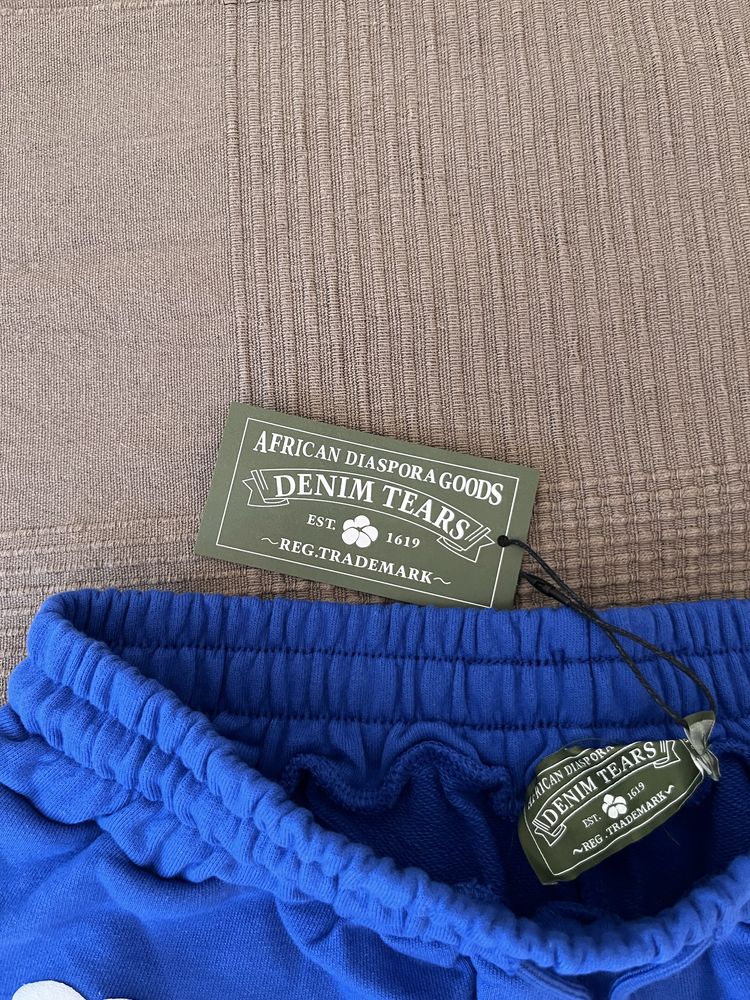 AFRICAN DIASPORA GOODS
DENIM TEARS
EST. 1619
~REG.TRADEMARK~
AFRICAN DIASPORA
DENIM TEARS
EST. 1619
~REG.TRADEMARK~